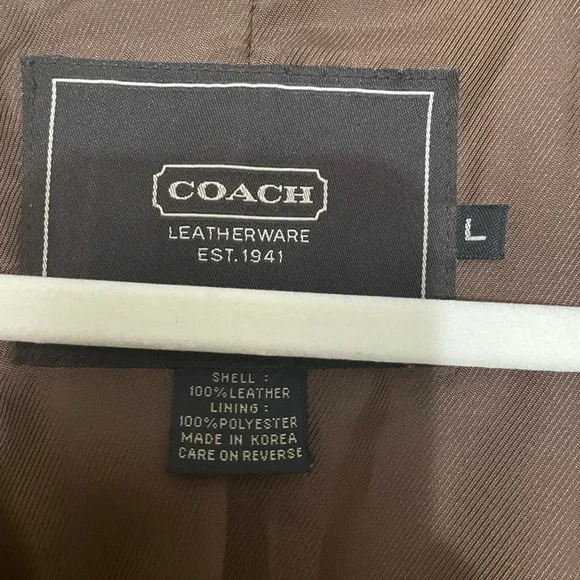 COACH
LEATHERWARE
EST. 1941
L
SHELL :
100% LEATHER
LINING :
100% POLYESTER
MADE IN KOREA
CARE ON REVERSE